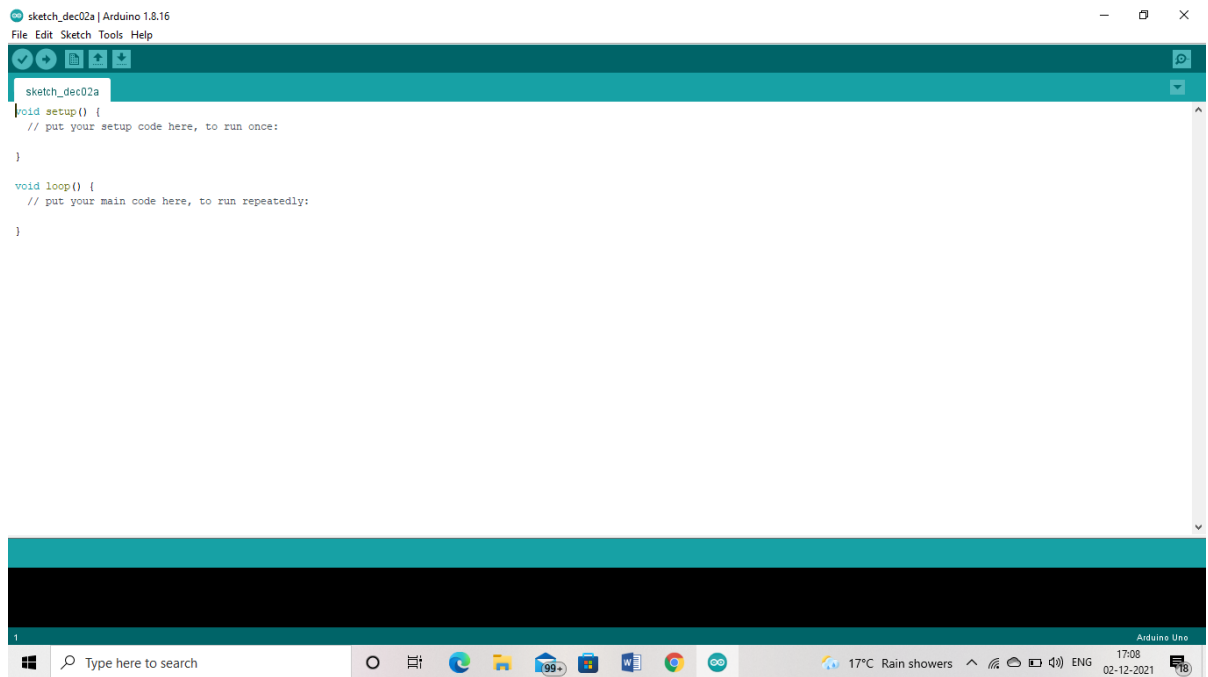 sketch_dec02a | Arduino 1.8.16
File Edit Sketch Tools Help
sketch_dec02a
void setup() {
  // put your setup code here, to run once:
}
void loop() {
  // put your main code here, to run repeatedly:
}
1
Arduino Uno
Type here to search
99+
W
17°C Rain showers
ENG
17:08
02-12-2021
18